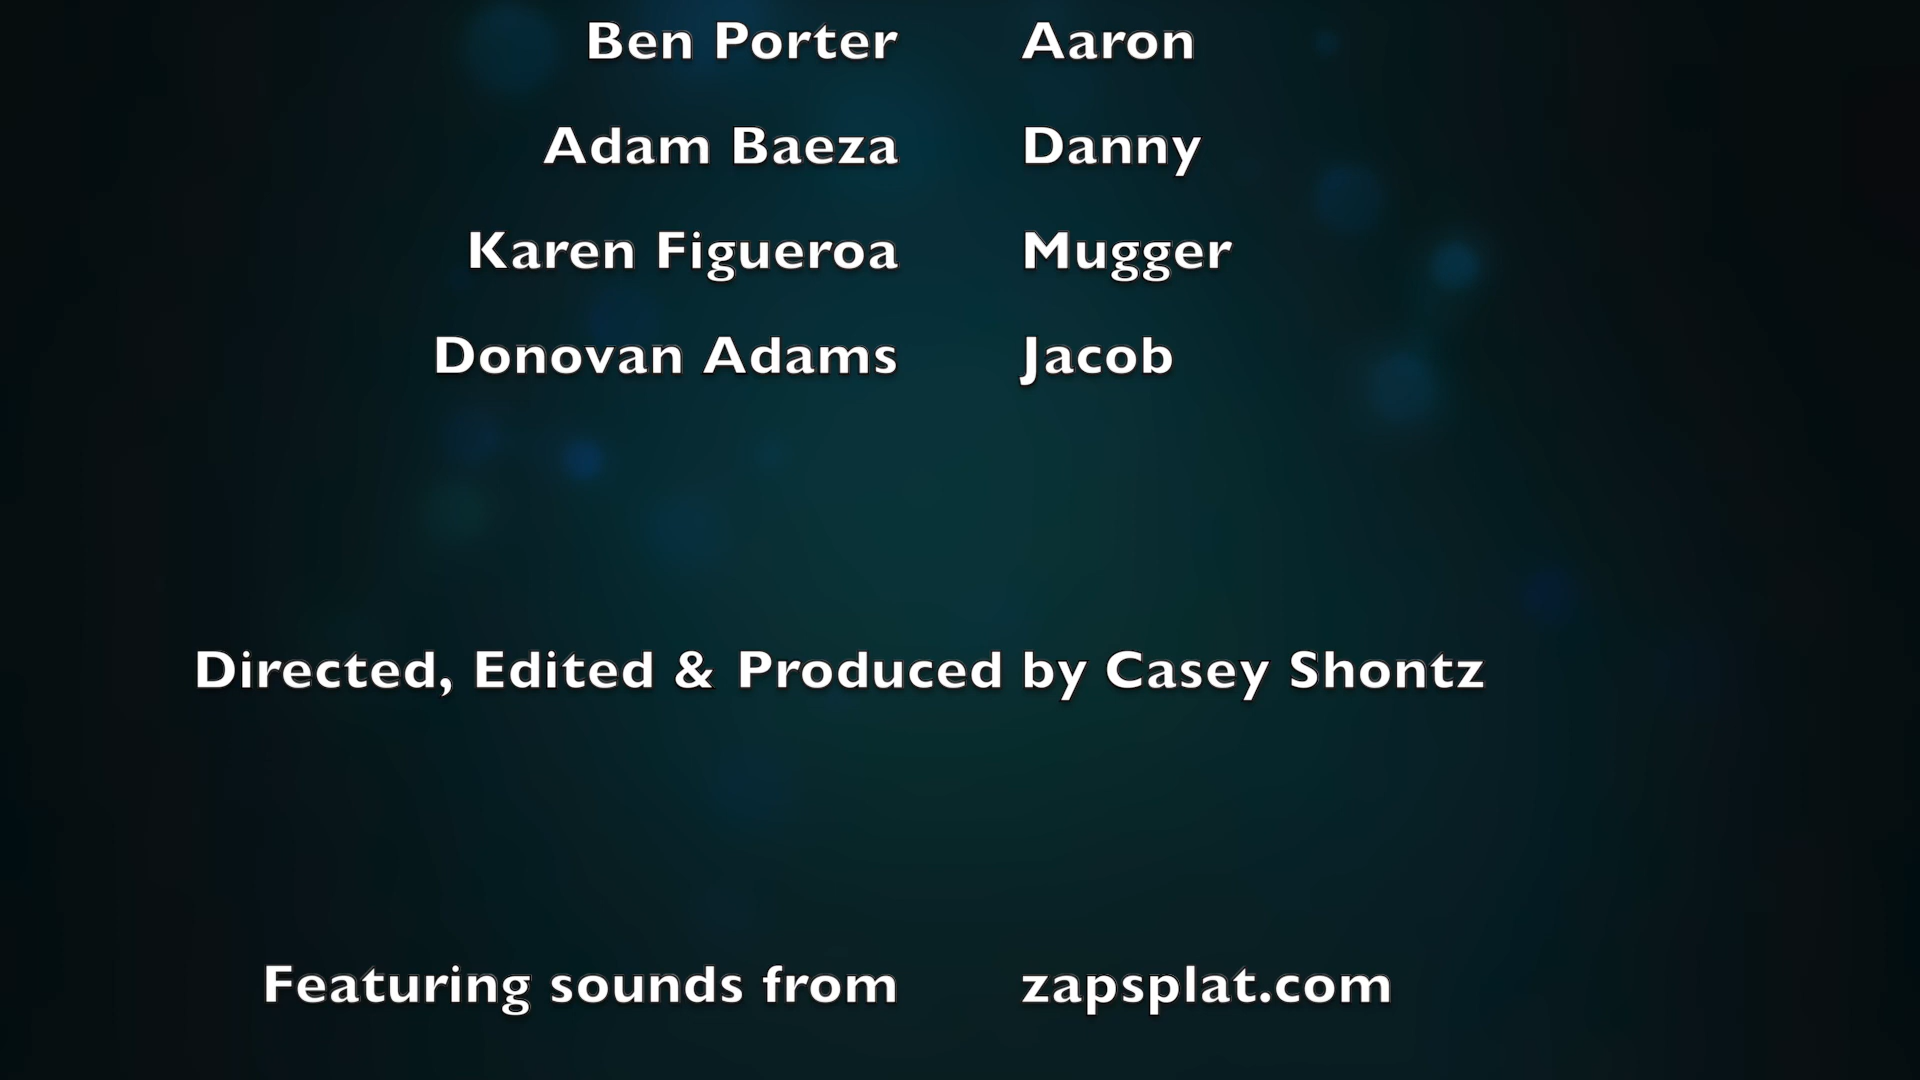 Ben Porter Aaron
Adam Baeza Danny
Karen Figueroa Mugger
Donovan Adams Jacob
Directed, Edited & Produced by Casey Shontz
Featuring sounds from zapsplat.com